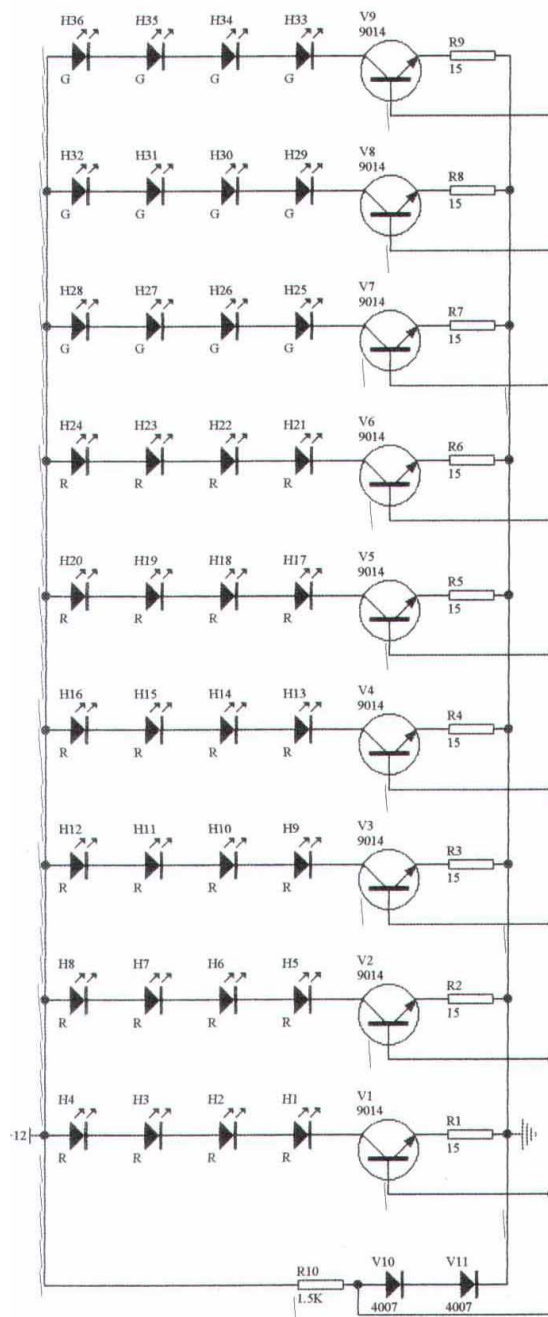 H36 H35 H34 H33 V9
9014 R9
G G G G 15
H32 H31 H30 H29 V8
9014 R8
G G G G 15
H28 H27 H26 H25 V7
9014 R7
G G G G 15
H24 H23 H22 H21 V6
9014 R6
R R R R 15
H20 H19 H18 H17 V5
9014 R5
R R R R 15
H16 H15 H14 H13 V4
9014 R4
R R R R 15
H12 H11 H10 H9 V3
9014 R3
R R R R 15
H8 H7 H6 H5 V2
9014 R2
R R R R 15
H4 H3 H2 H1 V1
9014 R1
12
R R R R 15
R10 V10 V11
1.5K 4007 4007